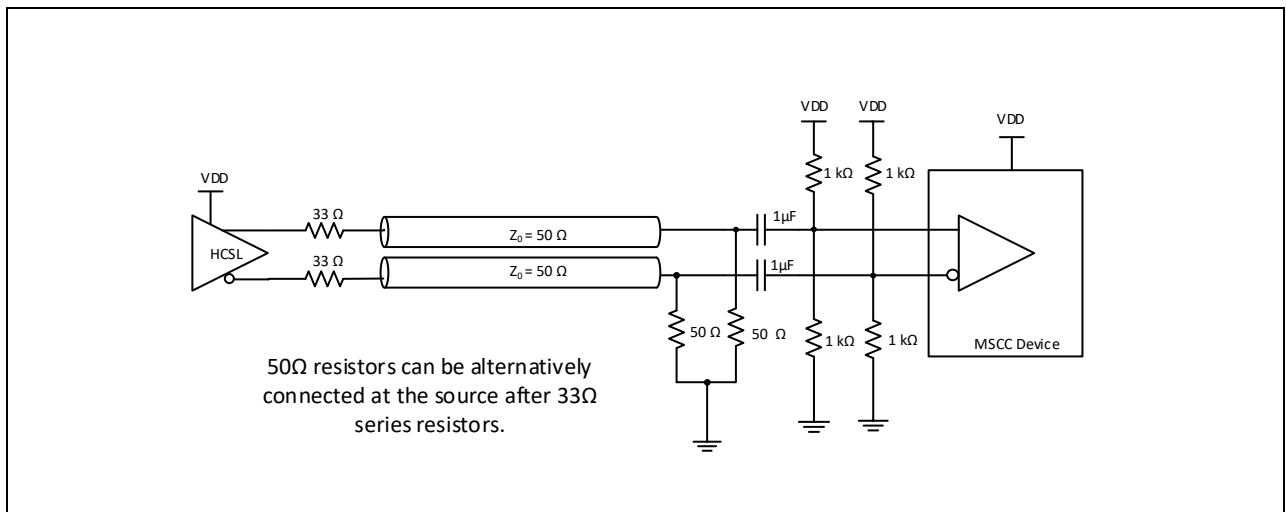 VDD
VDD
VDD
VDD
1 kΩ
1 kΩ
33 Ω
1µF
HCSL
Z₀ = 50 Ω
33 Ω
Z₀ = 50 Ω
1µF
50 Ω
50 Ω
1 kΩ
1 kΩ
MSCC Device
50Ω resistors can be alternatively
connected at the source after 33Ω
series resistors.